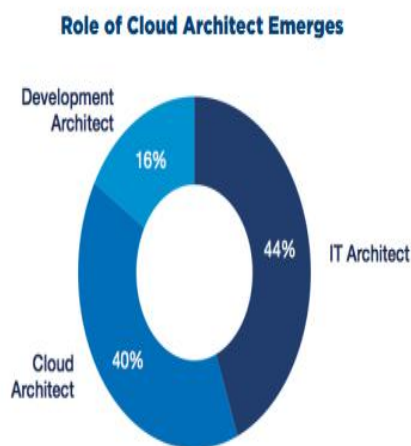 Role of Cloud Architect Emerges
Development
Architect
16%
44%
IT Architect
Cloud
Architect
40%